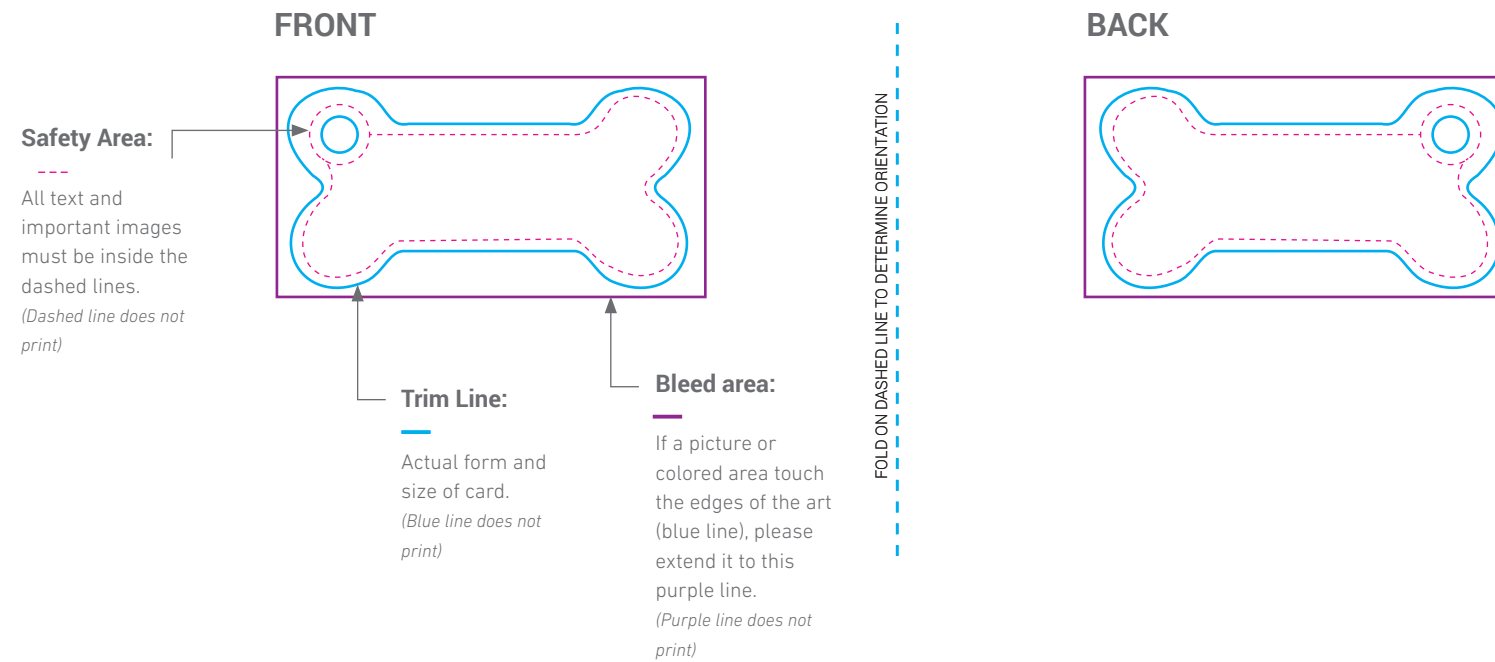 FRONT
BACK
Safety Area:
All text and
important images
must be inside the
dashed lines.
(Dashed line does not
print)
Trim Line:
Actual form and
size of card.
(Blue line does not
print)
Bleed area:
If a picture or
colored area touch
the edges of the art
(blue line), please
extend it to this
purple line.
(Purple line does not
print)
FOLD ON DASHED LINE TO DETERMINE ORIENTATION